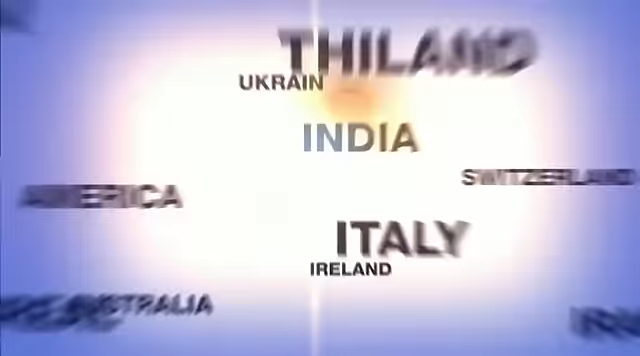 THILAND
UKRAIN
INDIA
SWITZERLAND
AMERICA
ITALY
IRELAND
AUSTRALIA